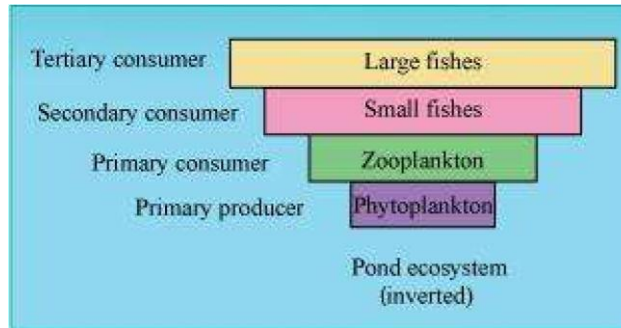 Tertiary consumer
Large fishes
Secondary consumer
Small fishes
Primary consumer
Zooplankton
Primary producer
Phytoplankton
Pond ecosystem
(inverted)